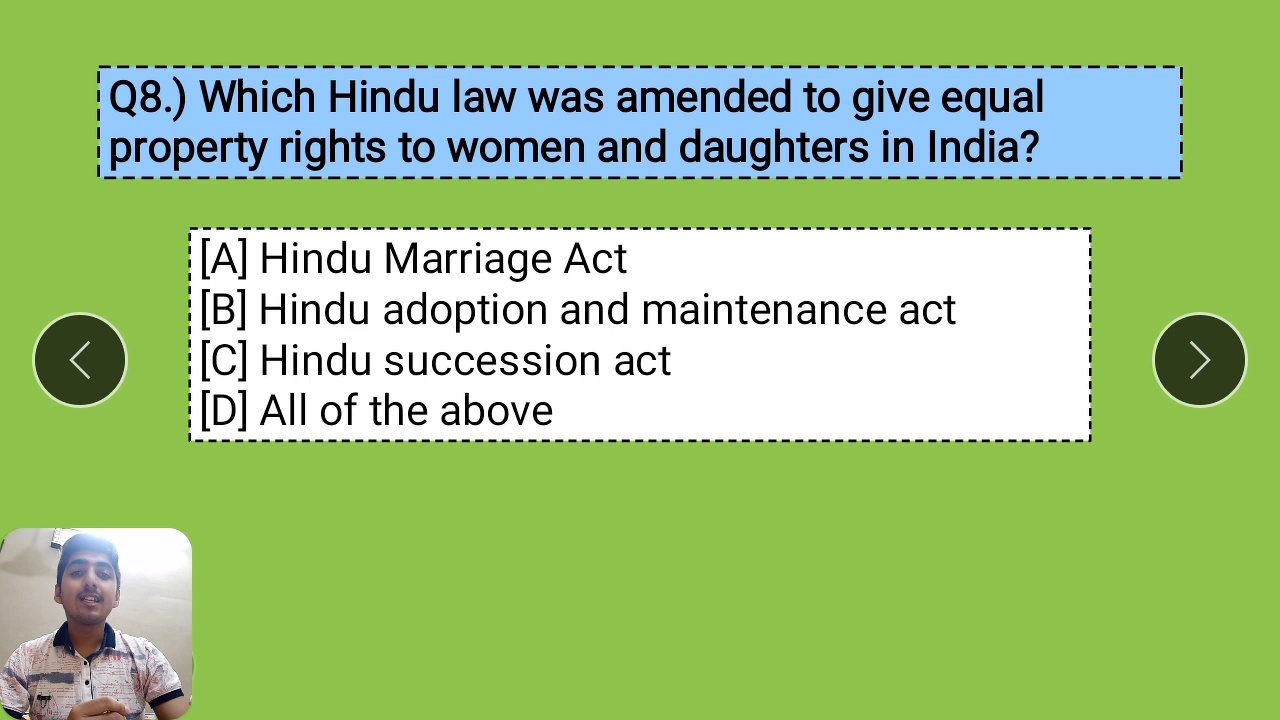 Q8.) Which Hindu law was amended to give equal
property rights to women and daughters in India?
[A] Hindu Marriage Act
[B] Hindu adoption and maintenance act
[C] Hindu succession act
[D] All of the above